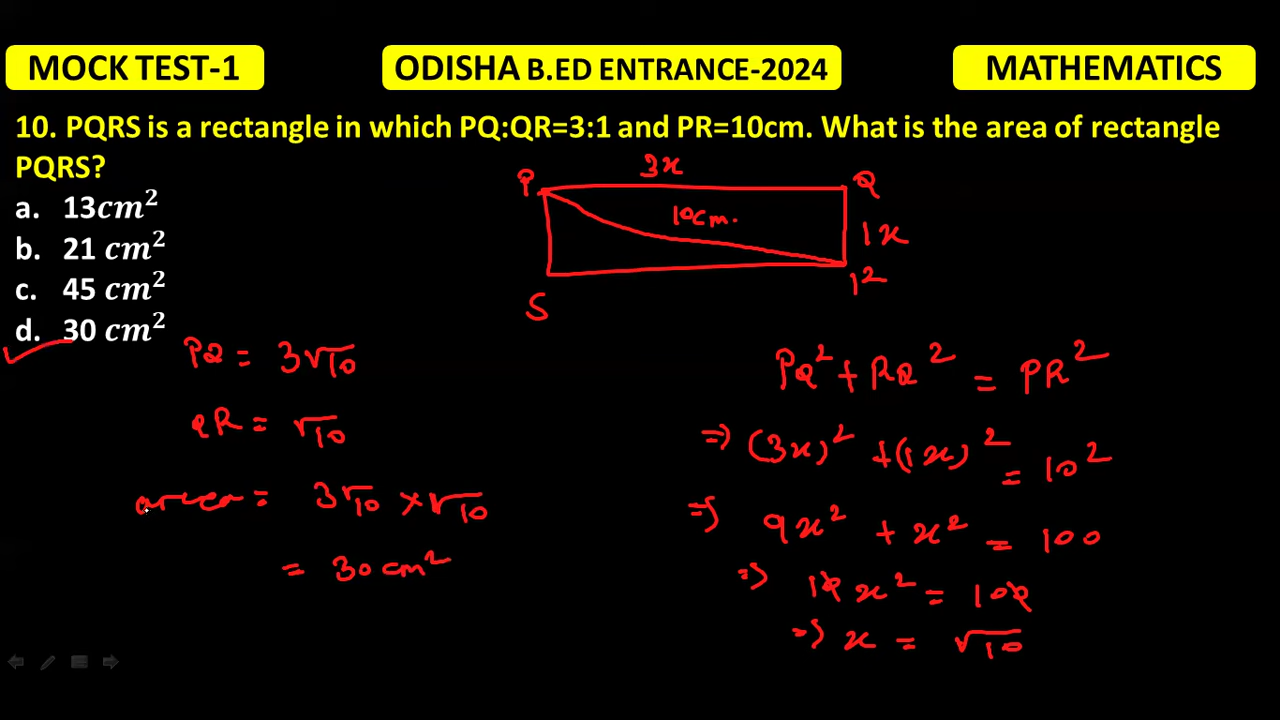 MOCK TEST-1
ODISHA B.ED ENTRANCE-2024
MATHEMATICS
10. PQRS is a rectangle in which PQ:QR=3:1 and PR=10cm. What is the area of rectangle
PQRS?
a. 13cm²
b. 21 cm²
c. 45 cm²
d. 30 cm²
3x
P
Q
10cm.
1x
S
R
PQ = 3√10
QR = √10
area = 3√10 × √10
= 30 cm²
PQ² + RQ² = PR²
⇒ (3x)² + (1x)² = 10²
⇒ 9x² + x² = 100
⇒ 10x² = 100
⇒ x = √10